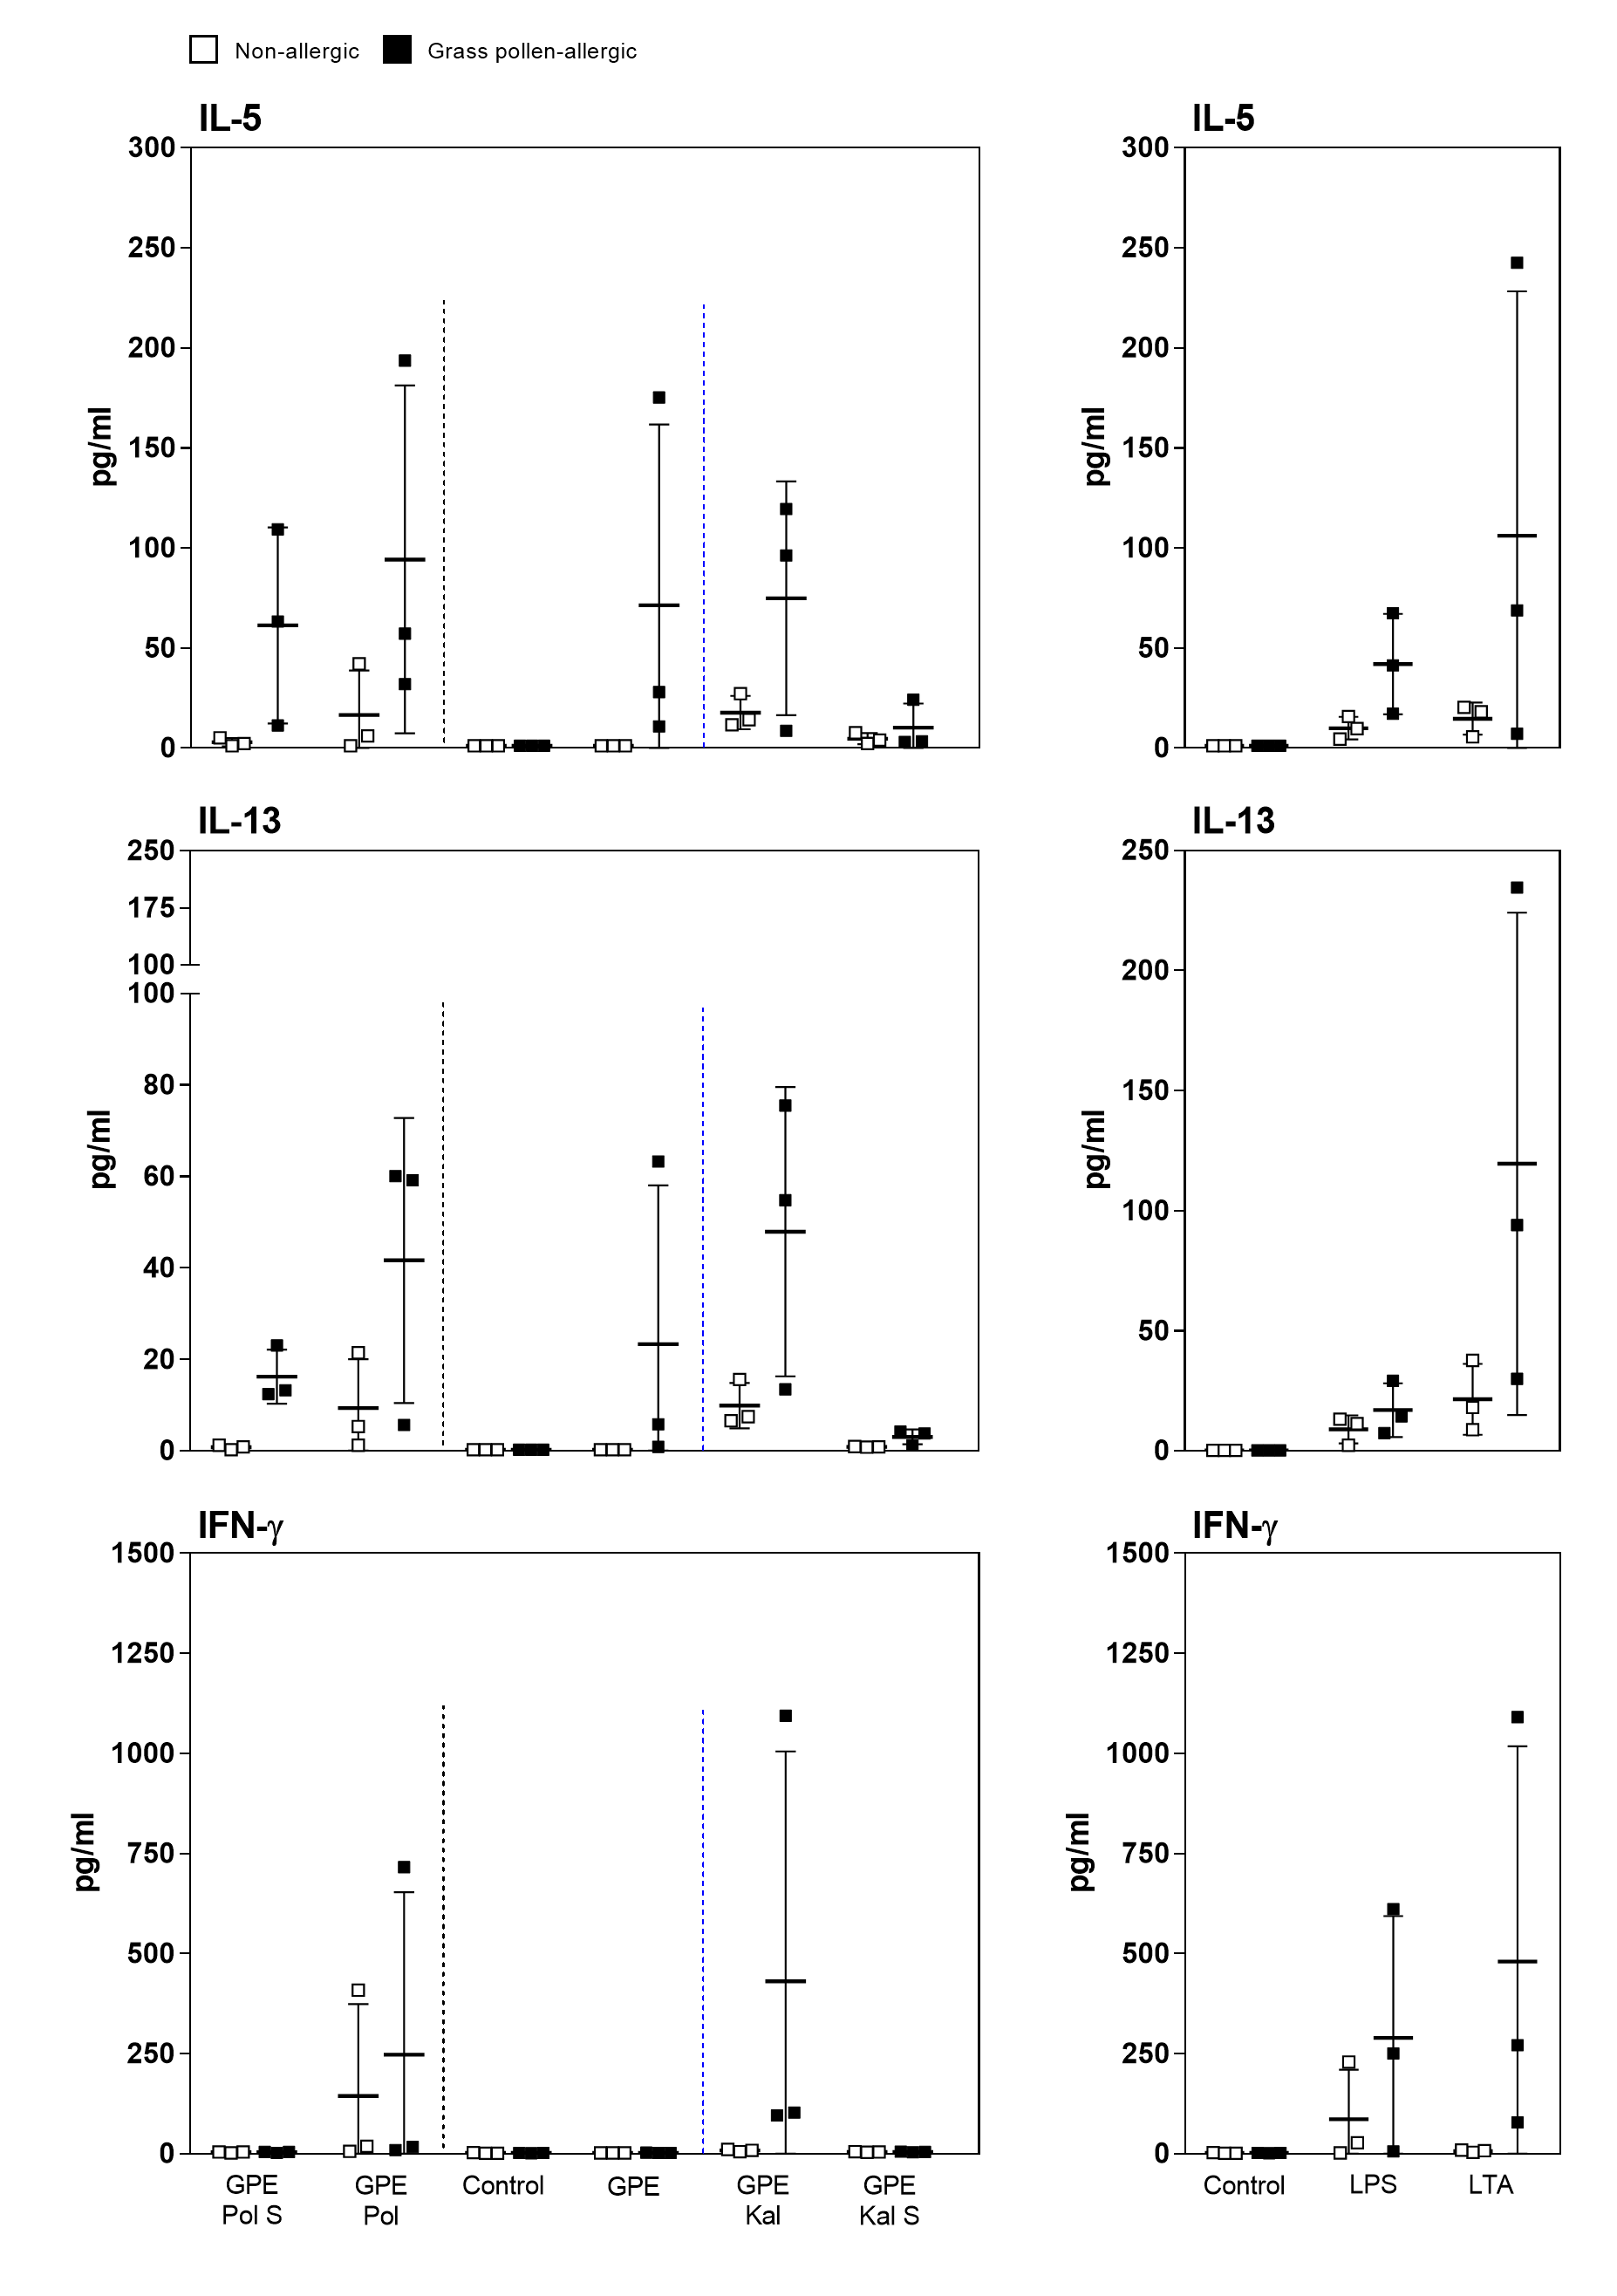 Non-allergic Grass pollen-allergic
IL-5
300
250
200
150
100
50
0
pg/ml
IL-5
300
250
200
150
100
50
0
pg/ml
IL-13
250
175
100
100
80
60
40
20
0
pg/ml
IL-13
250
200
150
100
50
0
pg/ml
IFN-γ
1500
1250
1000
750
500
250
0
pg/ml
GPE Pol S
GPE Pol
Control
GPE
GPE Kal
GPE Kal S
IFN-γ
1500
1250
1000
750
500
250
0
pg/ml
Control
LPS
LTA